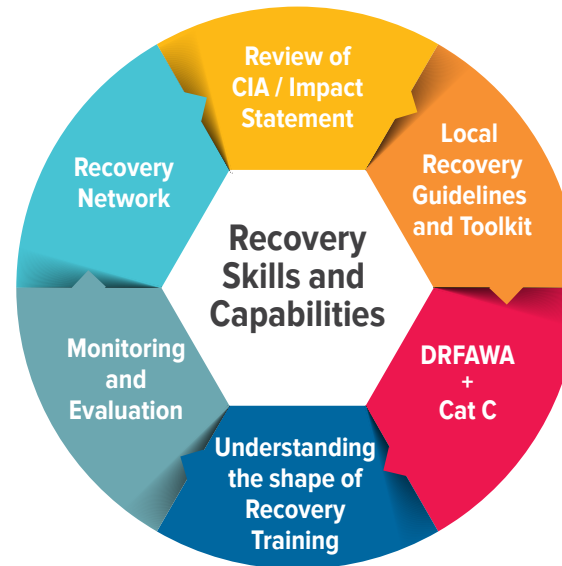 Review of
CIA / Impact
Statement
Local
Recovery
Guidelines
and Toolkit
DRFAWA
+
Cat C
Understanding
the shape of
Recovery
Training
Monitoring
and
Evaluation
Recovery
Network
Recovery
Skills and
Capabilities